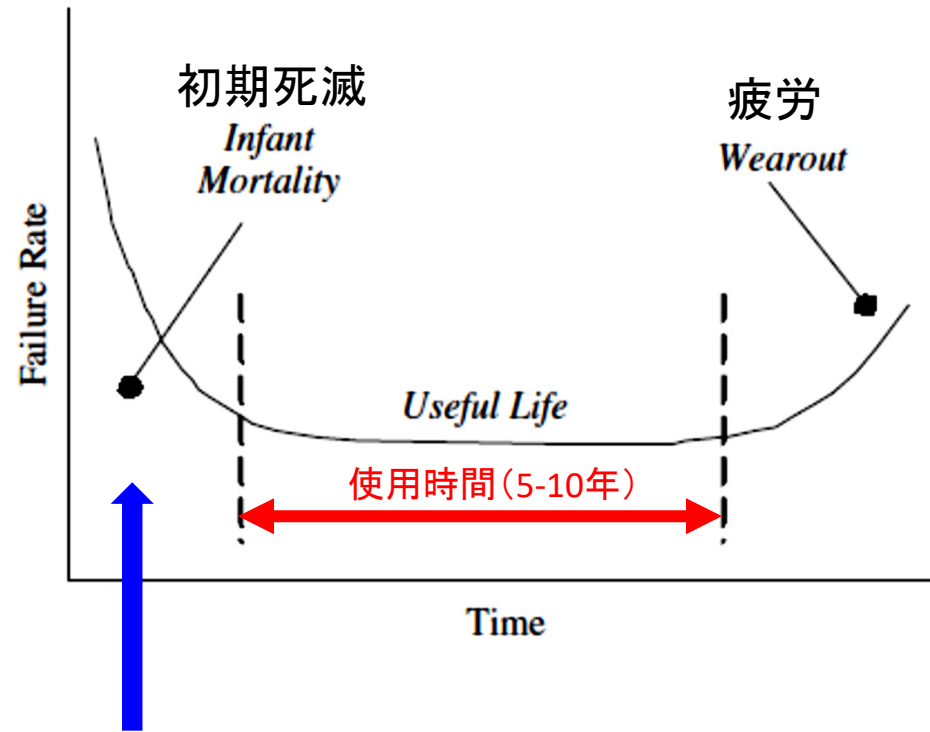 初期死滅
Infant
Mortality
疲労
Wearout
Failure Rate
Useful Life
使用時間（5-10年）
Time